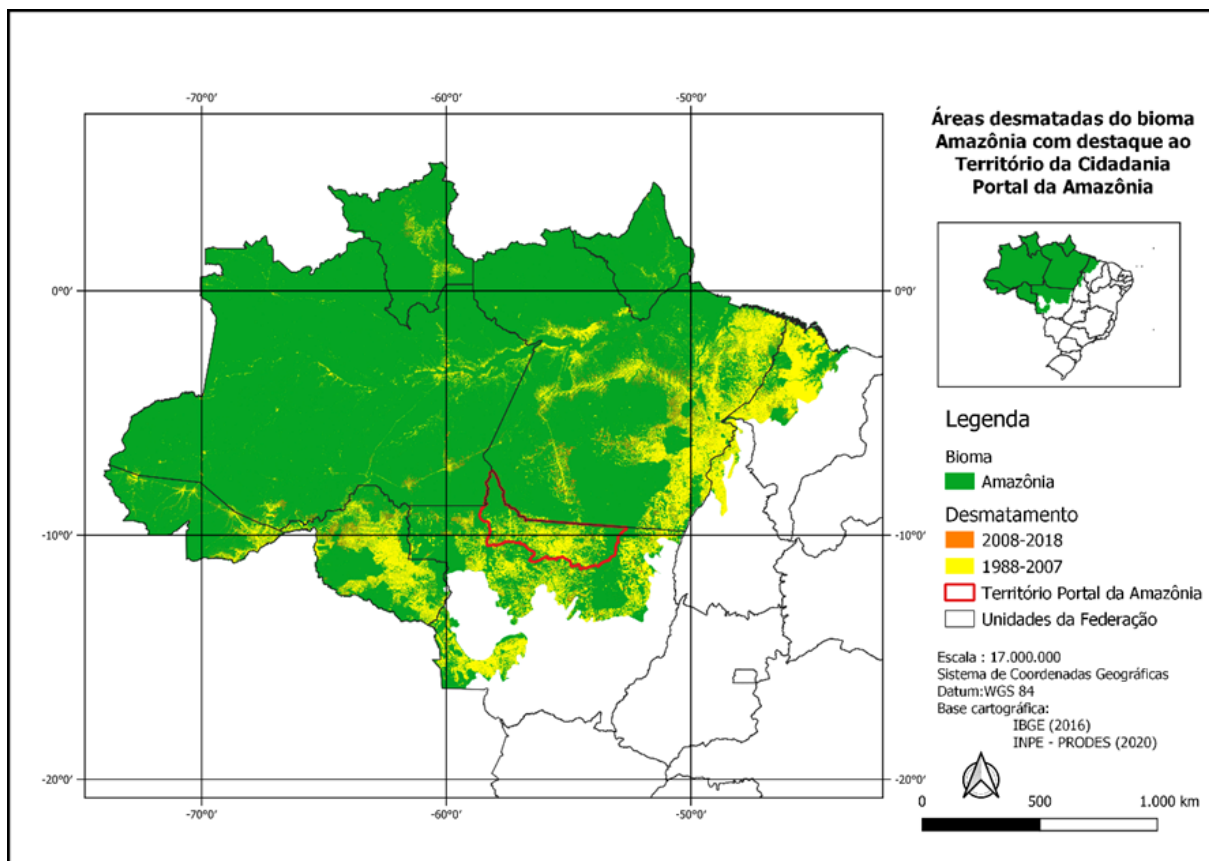 -70°0'
-60°0'
-50°0'
0°0'
0°0'
-10°0'
-10°0'
-20°0'
-20°0'
-70°0'
-60°0'
-50°0'
Áreas desmatadas do bioma
Amazônia com destaque ao
Território da Cidadania
Portal da Amazônia
Legenda
Bioma
Amazônia
Desmatamento
2008-2018
1988-2007
Território Portal da Amazônia
Unidades da Federação
Escala : 17.000.000
Sistema de Coordenadas Geográficas
Datum:WGS 84
Base cartográfica:
IBGE (2016)
INPE - PRODES (2020)
0 500 1.000 km